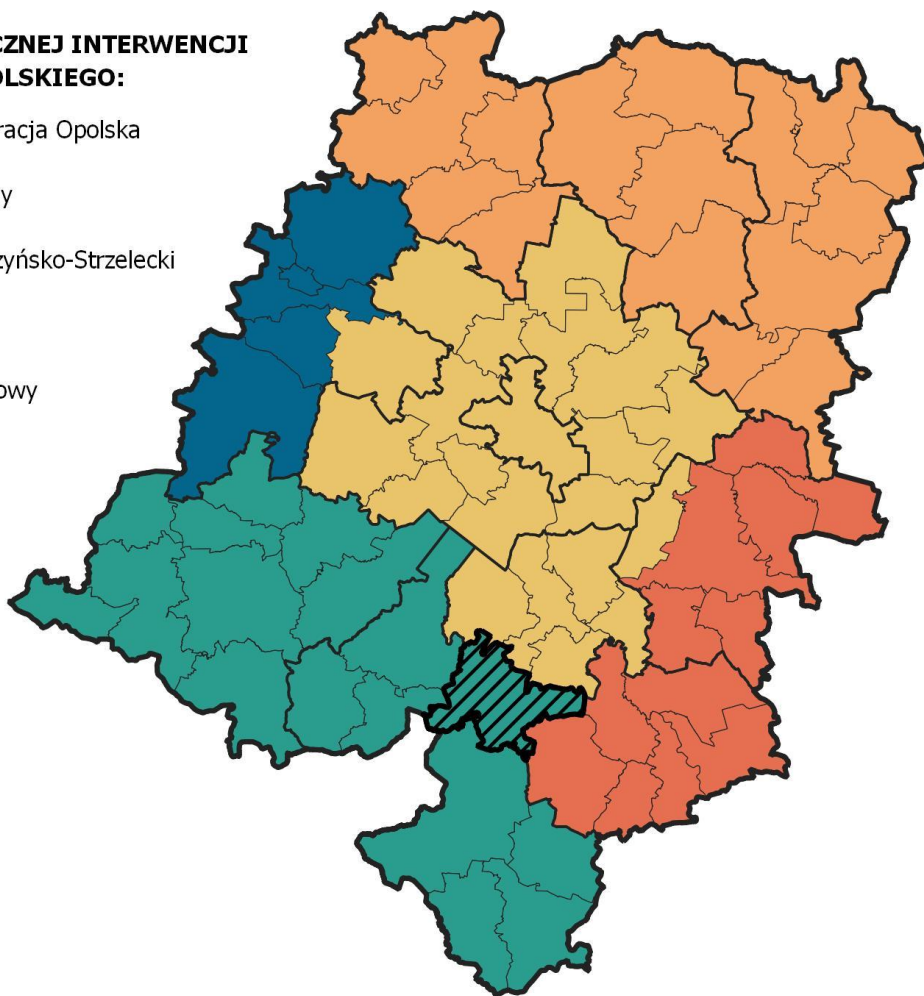 CZNEJ INTERWENCJI
OLSKIEGO:
racja Opolska
y
zyńsko-Strzelecki
owy